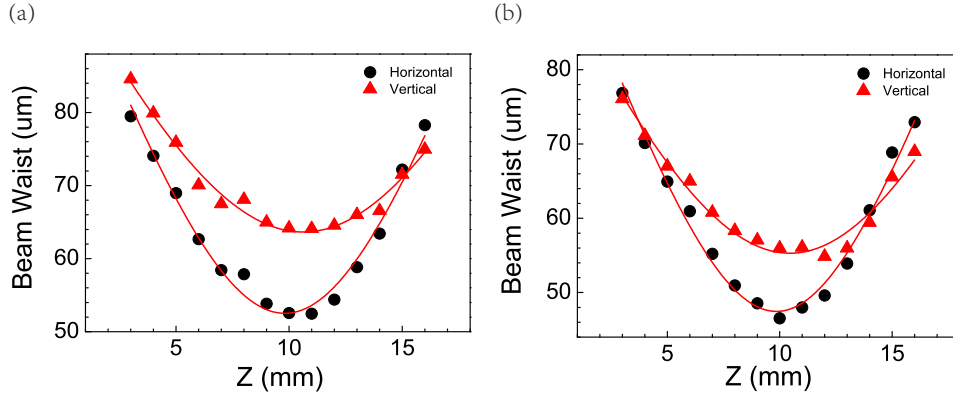 (a)
Horizontal
Vertical
80
70
60
50
5
10
15
Beam Waist (um)
Z (mm)
(b)
Horizontal
Vertical
80
70
60
50
5
10
15
Beam Waist (um)
Z (mm)